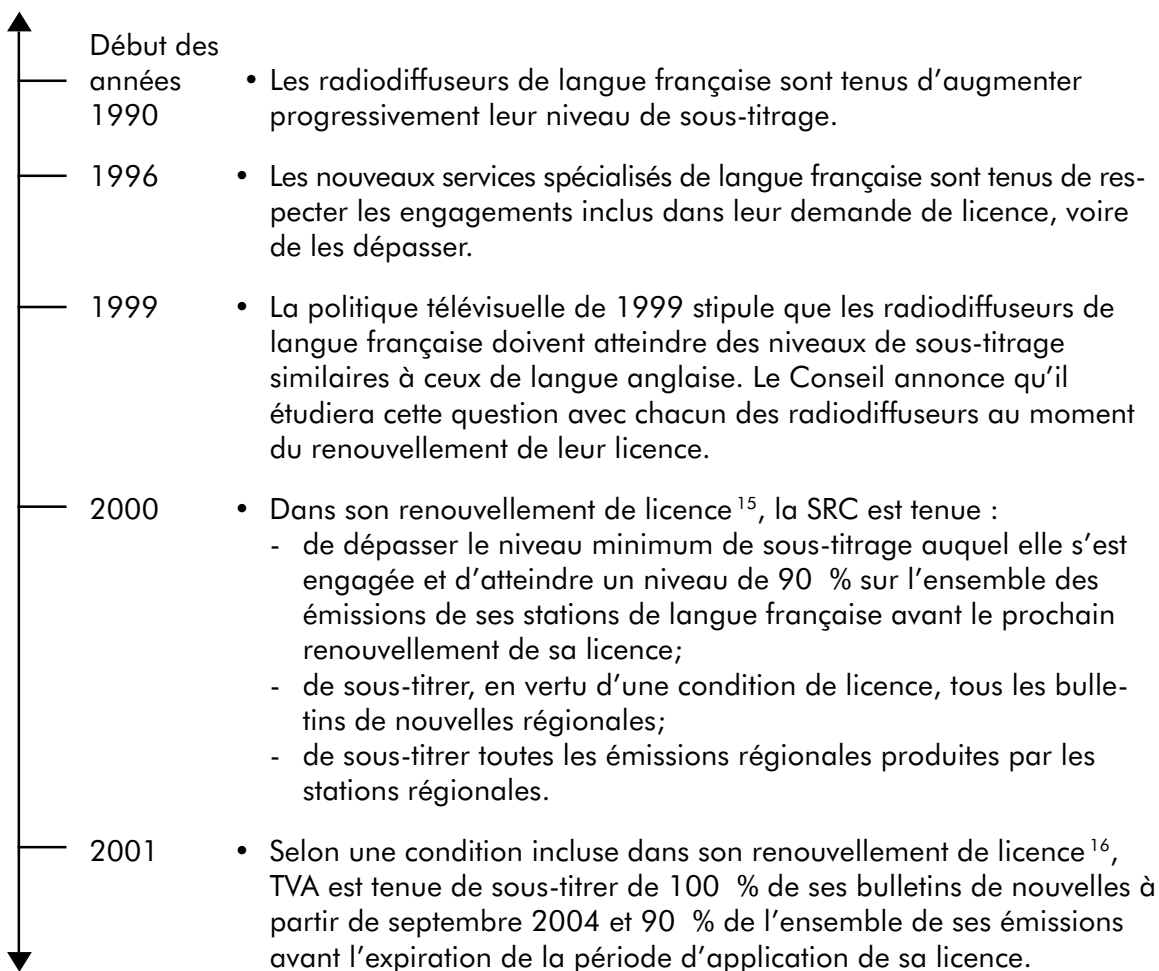 Début des
années
1990
• Les radiodiffuseurs de langue française sont tenus d'augmenter
progressivement leur niveau de sous-titrage.
1996
• Les nouveaux services spécialisés de langue française sont tenus de res-
pecter les engagements inclus dans leur demande de licence, voire
de les dépasser.
1999
• La politique télévisuelle de 1999 stipule que les radiodiffuseurs de
langue française doivent atteindre des niveaux de sous-titrage
similaires à ceux de langue anglaise. Le Conseil annonce qu'il
étudiera cette question avec chacun des radiodiffuseurs au moment
du renouvellement de leur licence.
2000
• Dans son renouvellement de licence 15, la SRC est tenue :
- de dépasser le niveau minimum de sous-titrage auquel elle s'est
engagée et d'atteindre un niveau de 90 % sur l'ensemble des
émissions de ses stations de langue française avant le prochain
renouvellement de sa licence;
- de sous-titrer, en vertu d'une condition de licence, tous les bulle-
tins de nouvelles régionales;
- de sous-titrer toutes les émissions régionales produites par les
stations régionales.
2001
• Selon une condition incluse dans son renouvellement de licence 16,
TVA est tenue de sous-titrer de 100 % de ses bulletins de nouvelles à
partir de septembre 2004 et 90 % de l'ensemble de ses émissions
avant l'expiration de la période d'application de sa licence.